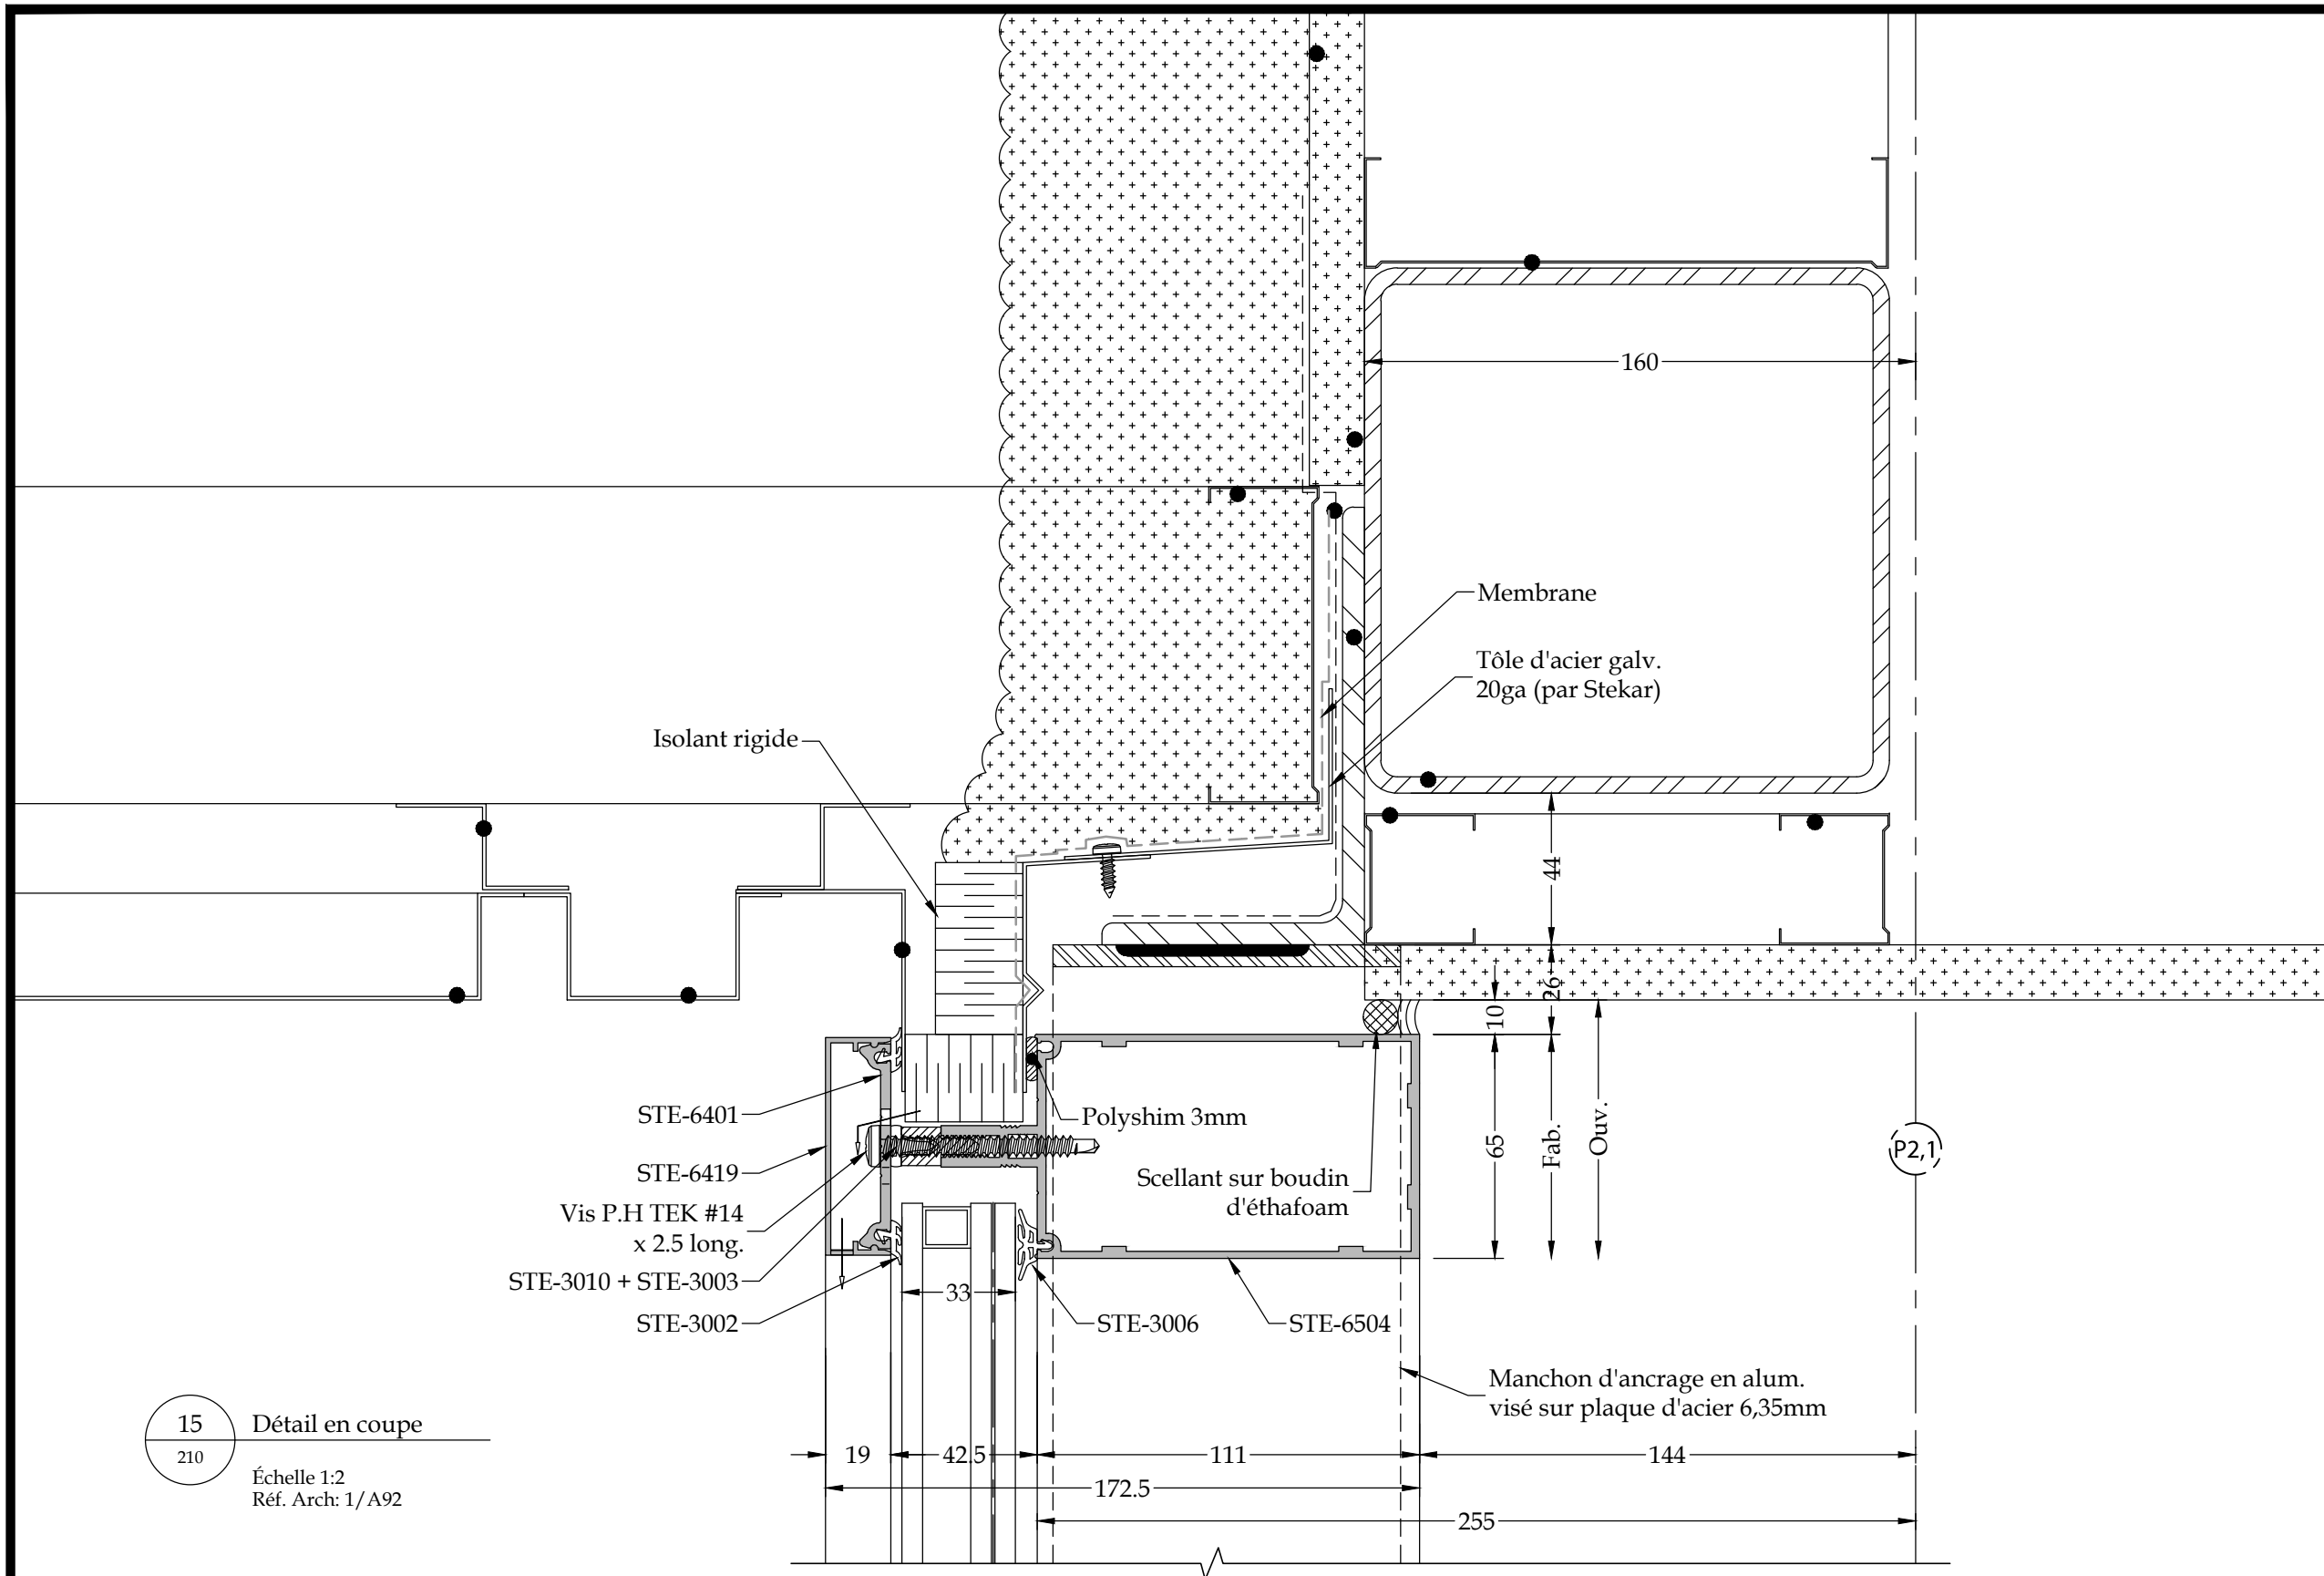 160
Membrane
Tôle d'acier galv.
20ga (par Stekar)
Isolant rigide
44
26
10
STE-6401
Polyshim 3mm
STE-6419
Scellant sur boudin
d'éthafoam
65
Fab.
Ouv.
P2,1
Vis P.H TEK #14
x 2.5 long.
STE-3010 + STE-3003
33
STE-3002
STE-3006
STE-6504
Manchon d'ancrage en alum.
visé sur plaque d'acier 6,35mm
15
Détail en coupe
210
Échelle 1:2
Réf. Arch: 1/A92
19
42.5
111
144
172.5
255